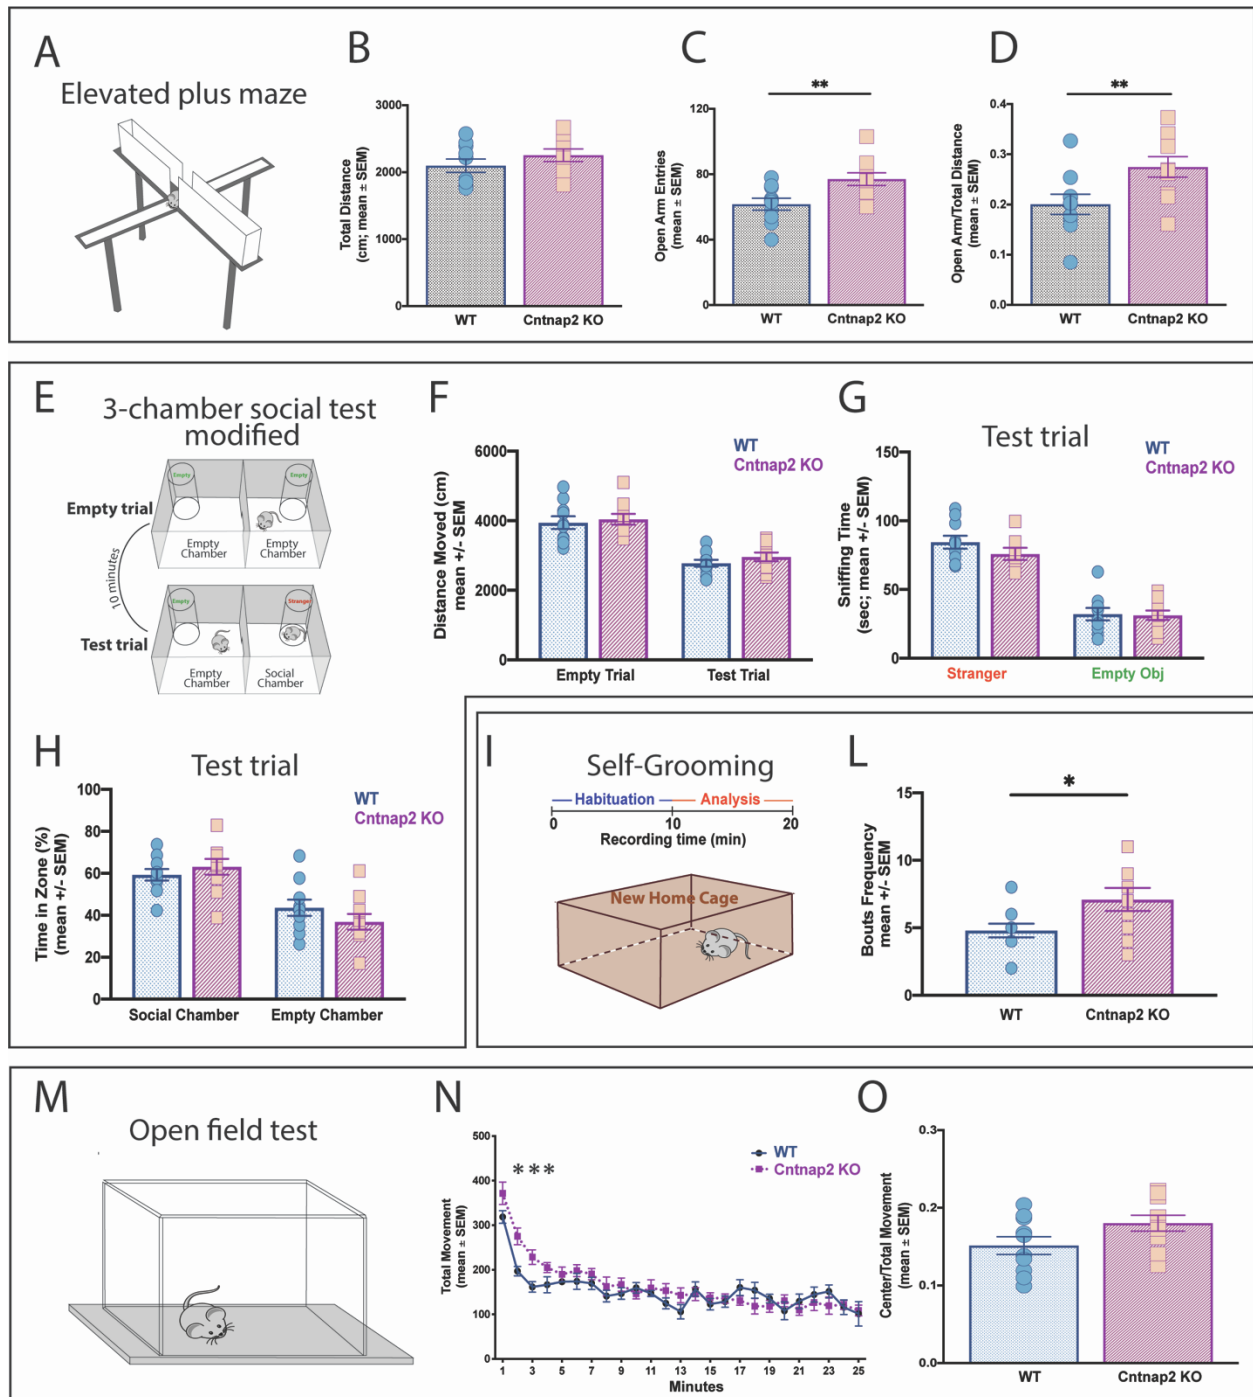 A
Elevated plus maze
B
Total Distance
(cm; mean ± SEM)
3000
2000
1000
0
WT
Cntnap2 KO
C
**
Open Arm Entries
(mean ± SEM)
120
80
40
0
WT
Cntnap2 KO
D
**
Open Arm/Total Distance
(mean ± SEM)
0.4
0.3
0.2
0.1
0.0
WT
Cntnap2 KO
E
3-chamber social test
modified
Empty
Empty
Empty trial
Empty
Chamber
Empty
Chamber
10 minutes
Empty
Stranger
Test trial
Empty
Chamber
Social
Chamber
F
WT
Cntnap2 KO
Distance Moved (cm)
mean +/- SEM
6000
4000
2000
0
Empty Trial
Test Trial
G
Test trial
WT
Cntnap2 KO
Sniffing Time
(sec; mean +/- SEM)
150
100
50
0
Stranger
Empty Obj
H
Test trial
WT
Cntnap2 KO
Time in Zone (%)
(mean +/- SEM)
100
80
60
40
20
0
Social Chamber
Empty Chamber
I
Self-Grooming
Habituation
Analysis
0
10
20
Recording time (min)
New Home Cage
L
*
Bouts Frequency
mean +/- SEM
15
10
5
0
WT
Cntnap2 KO
M
Open field test
N
***
WT
Cntnap2 KO
Total Movement
(mean ± SEM)
500
400
300
200
100
0
1 3 5 7 9 11 13 15 17 19 21 23 25
Minutes
O
Center/Total Movement
(mean ± SEM)
0.3
0.2
0.1
0.0
WT
Cntnap2 KO